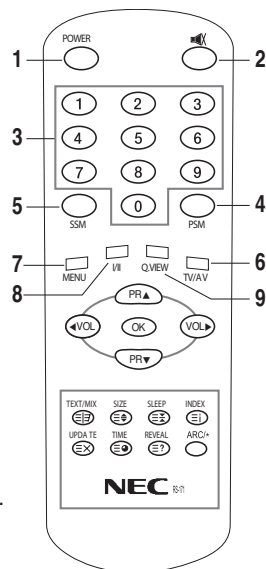 POWER
1 2
1 2 3
3 4 5 6
7 8 9
0
5 4
SSM PSM
7 6
MENU I/II Q.VIEW TV/AV
8 9
PR▲
◀VOL OK VOL▶
PR▼
TEXT/MIX SIZE SLEEP INDEX
i
UPDA TE TIME REVEAL ARC/*
X ?
NEC